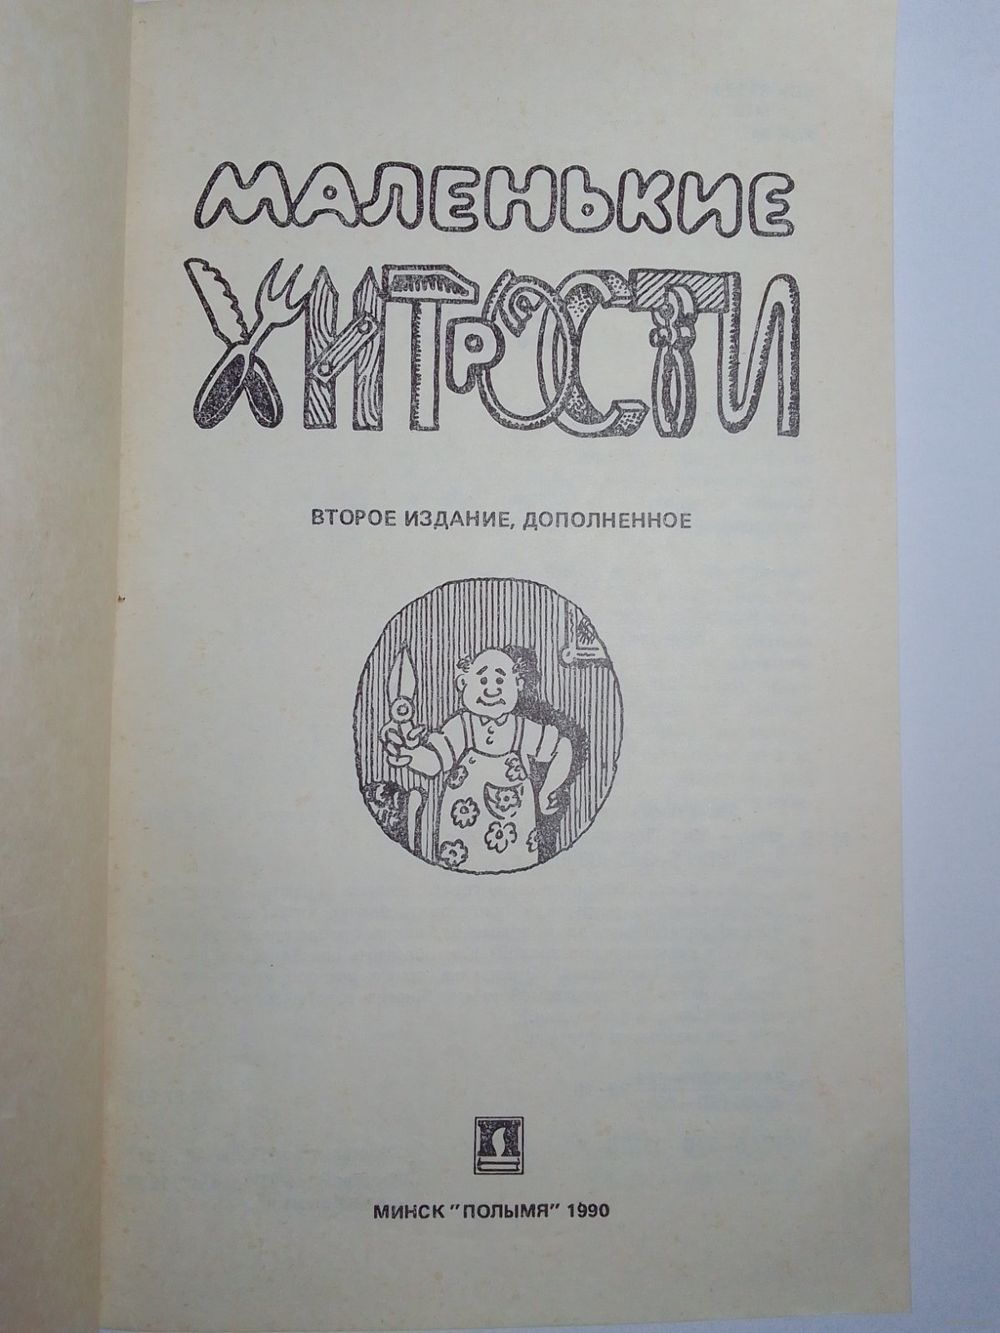 МАЛЕНЬКИЕ
ХИТРОСТИ
ВТОРОЕ ИЗДАНИЕ, ДОПОЛНЕННОЕ
МИНСК "ПОЛЫМЯ" 1990